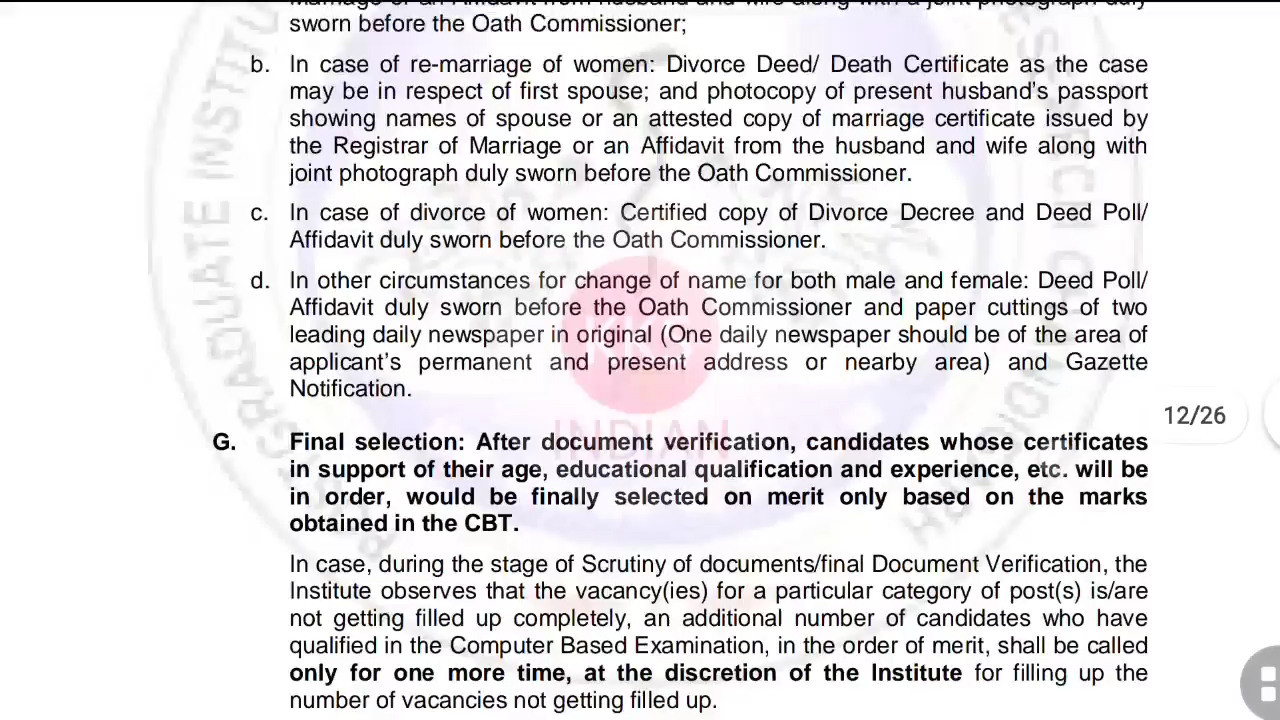 sworn before the Oath Commissioner;
b. In case of re-marriage of women: Divorce Deed/ Death Certificate as the case
may be in respect of first spouse; and photocopy of present husband's passport
showing names of spouse or an attested copy of marriage certificate issued by
the Registrar of Marriage or an Affidavit from the husband and wife along with
joint photograph duly sworn before the Oath Commissioner.
c. In case of divorce of women: Certified copy of Divorce Decree and Deed Poll/
Affidavit duly sworn before the Oath Commissioner.
d. In other circumstances for change of name for both male and female: Deed Poll/
Affidavit duly sworn before the Oath Commissioner and paper cuttings of two
leading daily newspaper in original (One daily newspaper should be of the area of
applicant's permanent and present address or nearby area) and Gazette
Notification.
12/26
G. Final selection: After document verification, candidates whose certificates
in support of their age, educational qualification and experience, etc. will be
in order, would be finally selected on merit only based on the marks
obtained in the CBT.
INDIAN
In case, during the stage of Scrutiny of documents/final Document Verification, the
Institute observes that the vacancy(ies) for a particular category of post(s) is/are
not getting filled up completely, an additional number of candidates who have
qualified in the Computer Based Examination, in the order of merit, shall be called
only for one more time, at the discretion of the Institute for filling up the
number of vacancies not getting filled up.